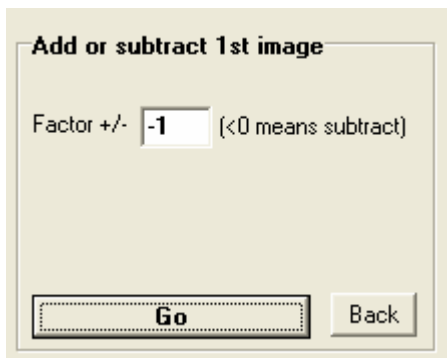 Add or subtract 1st image
Factor +/- -1 (<0 means subtract)
Go Back